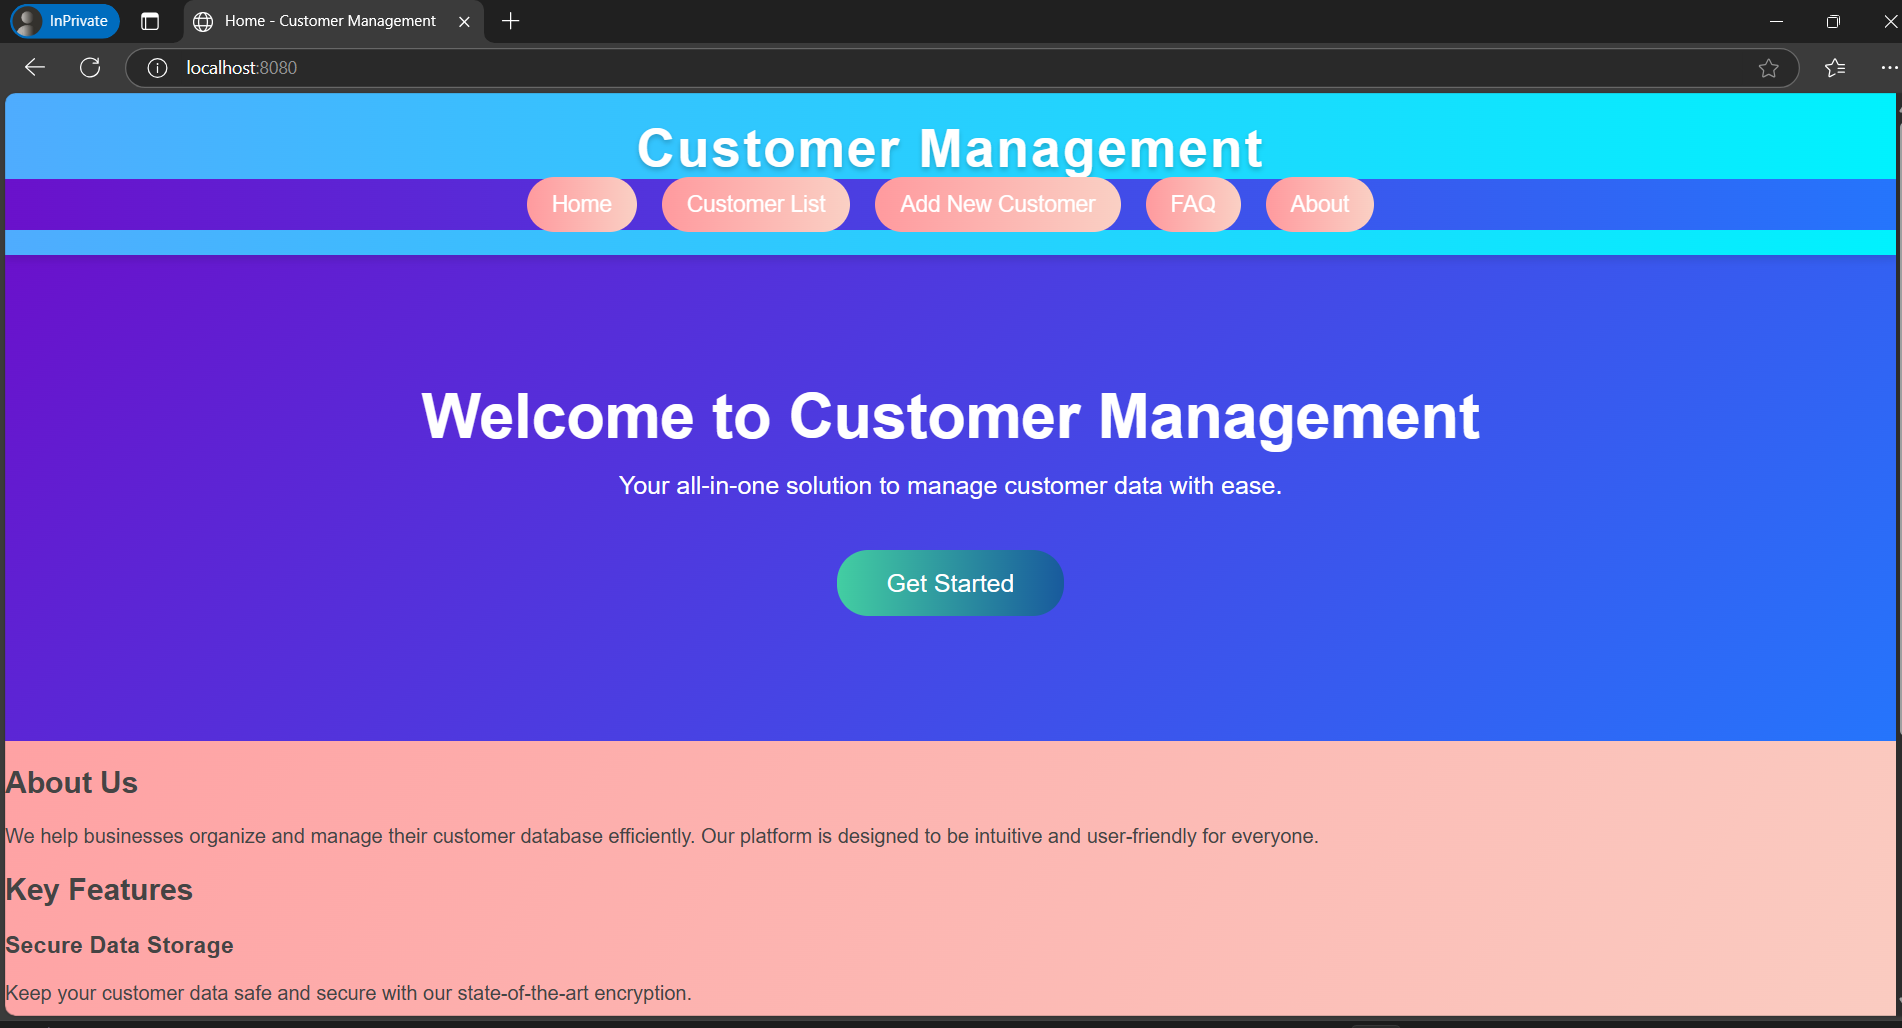 InPrivate
Home - Customer Management
localhost:8080
Customer Management
Home Customer List Add New Customer FAQ About
Welcome to Customer Management
Your all-in-one solution to manage customer data with ease.
Get Started
About Us
We help businesses organize and manage their customer database efficiently. Our platform is designed to be intuitive and user-friendly for everyone.
Key Features
Secure Data Storage
Keep your customer data safe and secure with our state-of-the-art encryption.